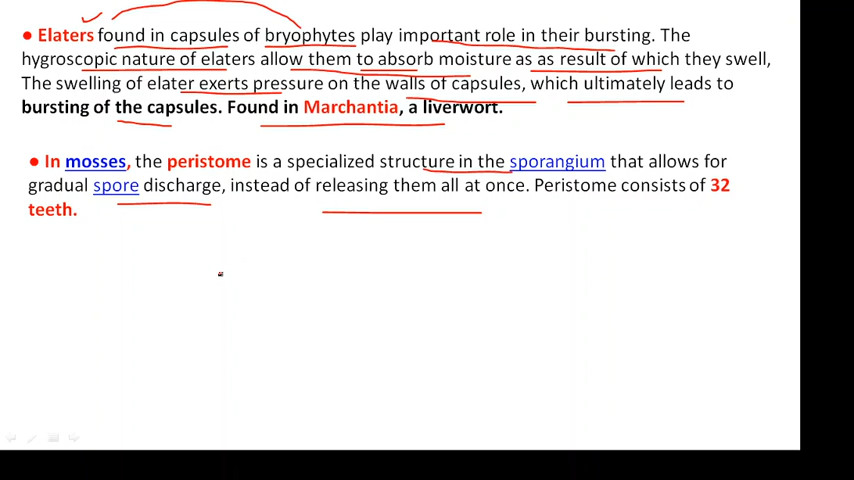 ● Elaters found in capsules of bryophytes play important role in their bursting. The
hygroscopic nature of elaters allow them to absorb moisture as as result of which they swell,
The swelling of elater exerts pressure on the walls of capsules, which ultimately leads to
bursting of the capsules. Found in Marchantia, a liverwort.
● In mosses, the peristome is a specialized structure in the sporangium that allows for
gradual spore discharge, instead of releasing them all at once. Peristome consists of 32
teeth.